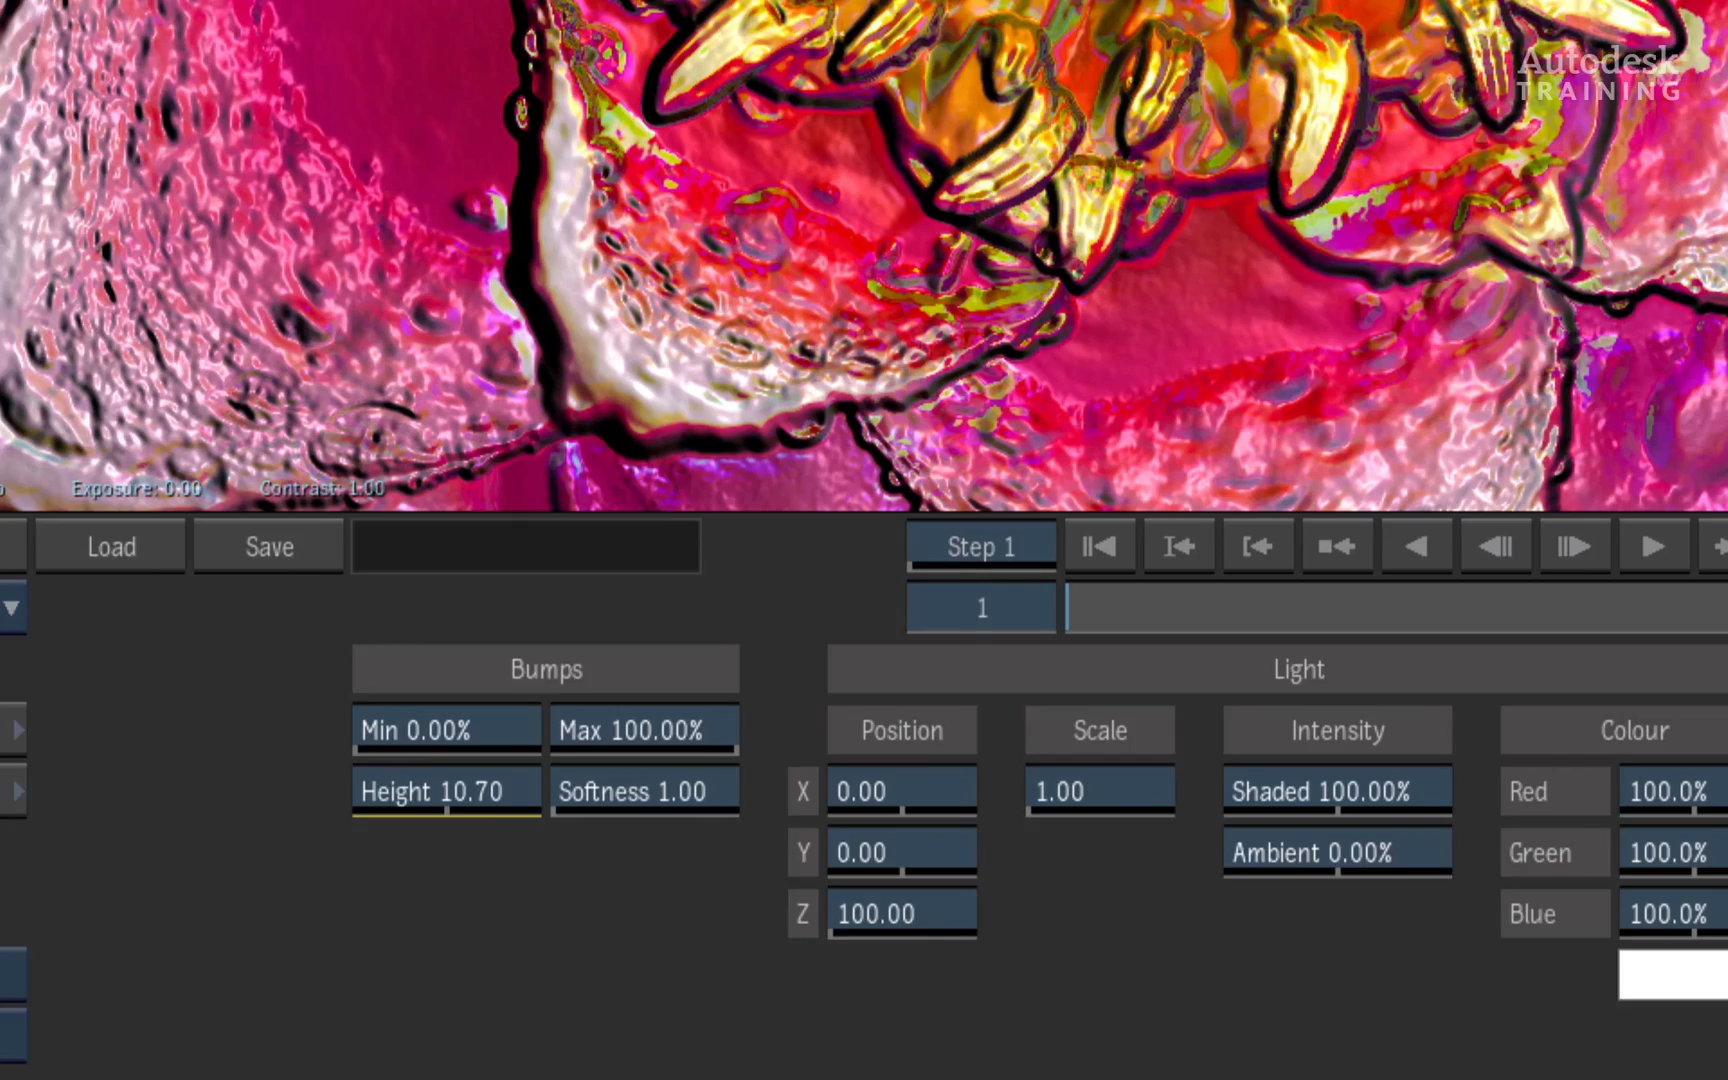 Autodesk
TRAINING
Exposure: 0.00 Contrast: 1.00
Load Save Step 1
1
Bumps Light
Min 0.00% Max 100.00% Position Scale Intensity Colour
Height 10.70 Softness 1.00 X 0.00 1.00 Shaded 100.00% Red 100.0%
Y 0.00 Ambient 0.00% Green 100.0%
Z 100.00 Blue 100.0%